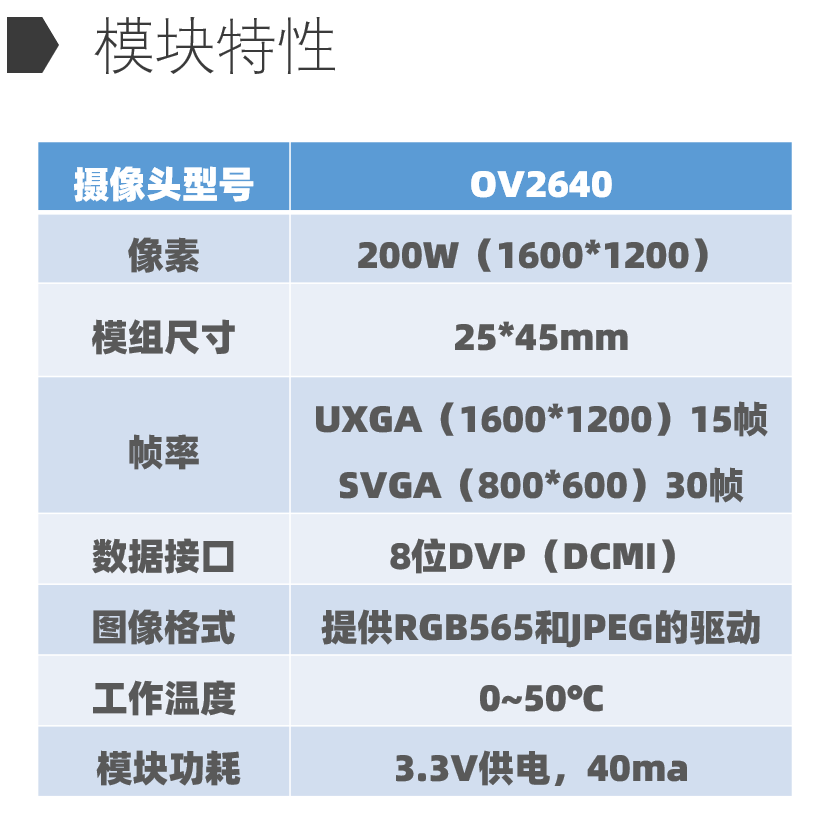 模块特性
摄像头型号 OV2640
像素 200W（1600*1200）
模组尺寸 25*45mm
帧率 UXGA（1600*1200）15帧
SVGA（800*600）30帧
数据接口 8位DVP（DCMI）
图像格式 提供RGB565和JPEG的驱动
工作温度 0~50℃
模块功耗 3.3V供电，40ma